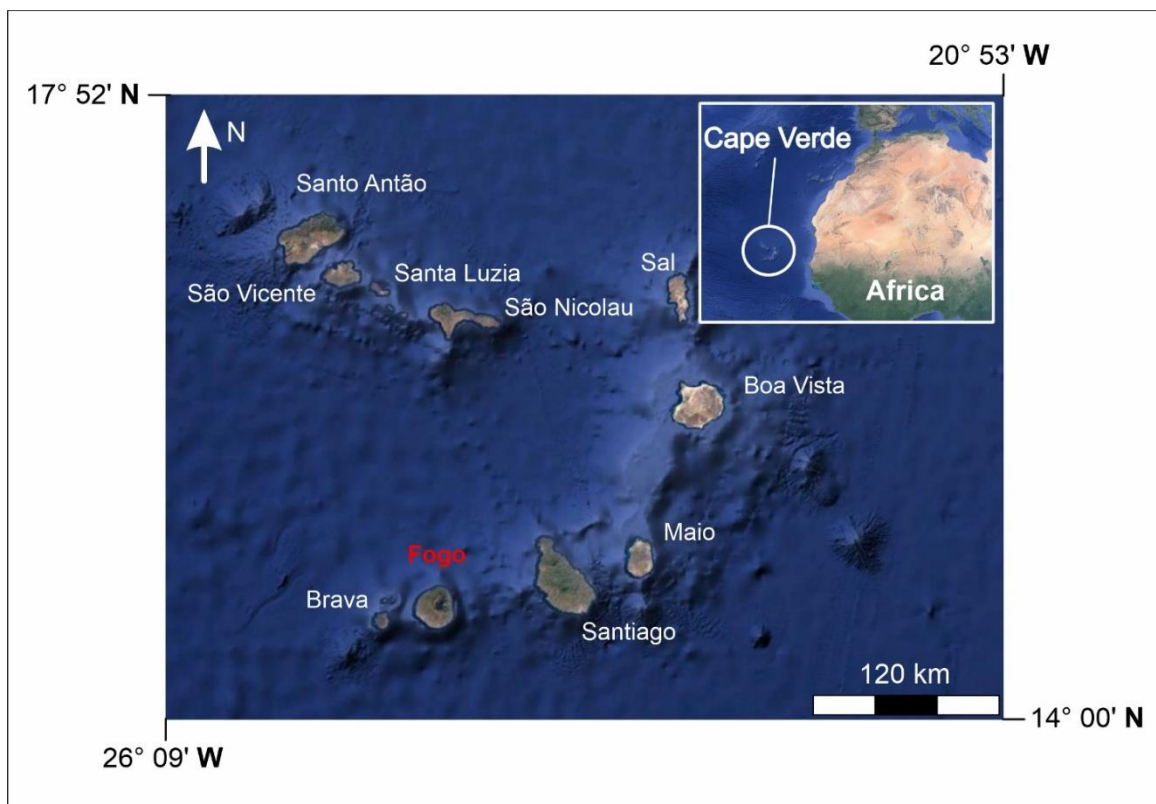 20° 53' W
17° 52' N
N
Cape Verde
Santo Antão
Sal
Santa Luzia
São Vicente
Africa
São Nicolau
Boa Vista
Maio
Fogo
Brava
Santiago
120 km
14° 00' N
26° 09' W